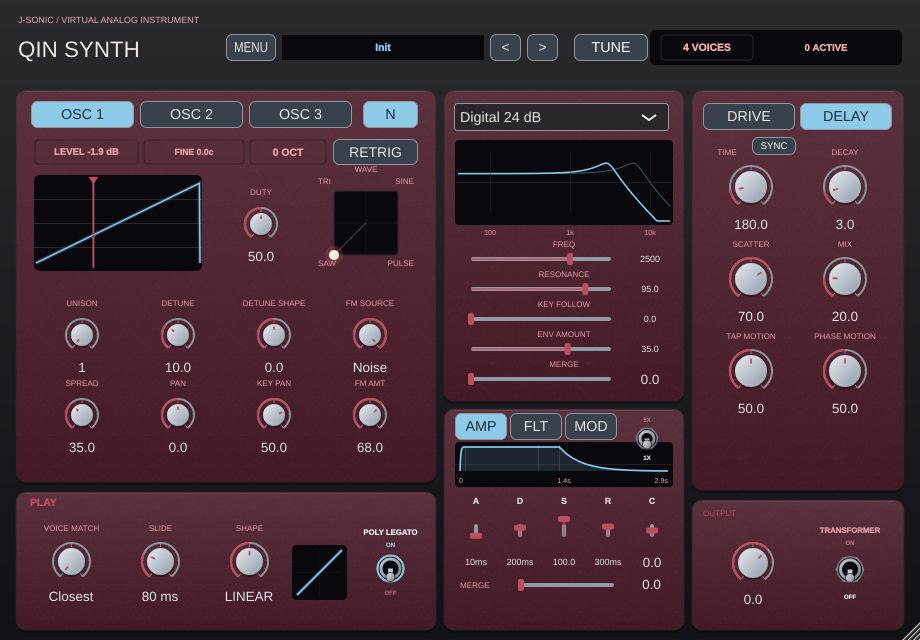 J-SONIC / VIRTUAL ANALOG INSTRUMENT
QIN SYNTH
MENU
Init
<
>
TUNE
4 VOICES
0 ACTIVE
OSC 1
OSC 2
OSC 3
N
LEVEL -1.9 dB
FINE 0.0c
0 OCT
RETRIG
WAVE
TRI
SINE
DUTY
50.0
SAW
PULSE
UNISON
DETUNE
DETUNE SHAPE
FM SOURCE
1
10.0
0.0
Noise
SPREAD
PAN
KEY PAN
FM AMT
35.0
0.0
50.0
68.0
PLAY
VOICE MATCH
SLIDE
SHAPE
POLY LEGATO
ON
Closest
80 ms
LINEAR
OFF
Digital 24 dB
100
1k
10k
FREQ
2500
RESONANCE
95.0
KEY FOLLOW
0.0
ENV AMOUNT
35.0
MERGE
0.0
AMP
FLT
MOD
5X
1X
0
1.4s
2.9s
A
D
S
R
C
10ms
200ms
100.0
300ms
0.0
MERGE
0.0
DRIVE
DELAY
TIME
SYNC
DECAY
180.0
3.0
SCATTER
MIX
70.0
20.0
TAP MOTION
PHASE MOTION
50.0
50.0
OUTPUT
TRANSFORMER
ON
0.0
OFF